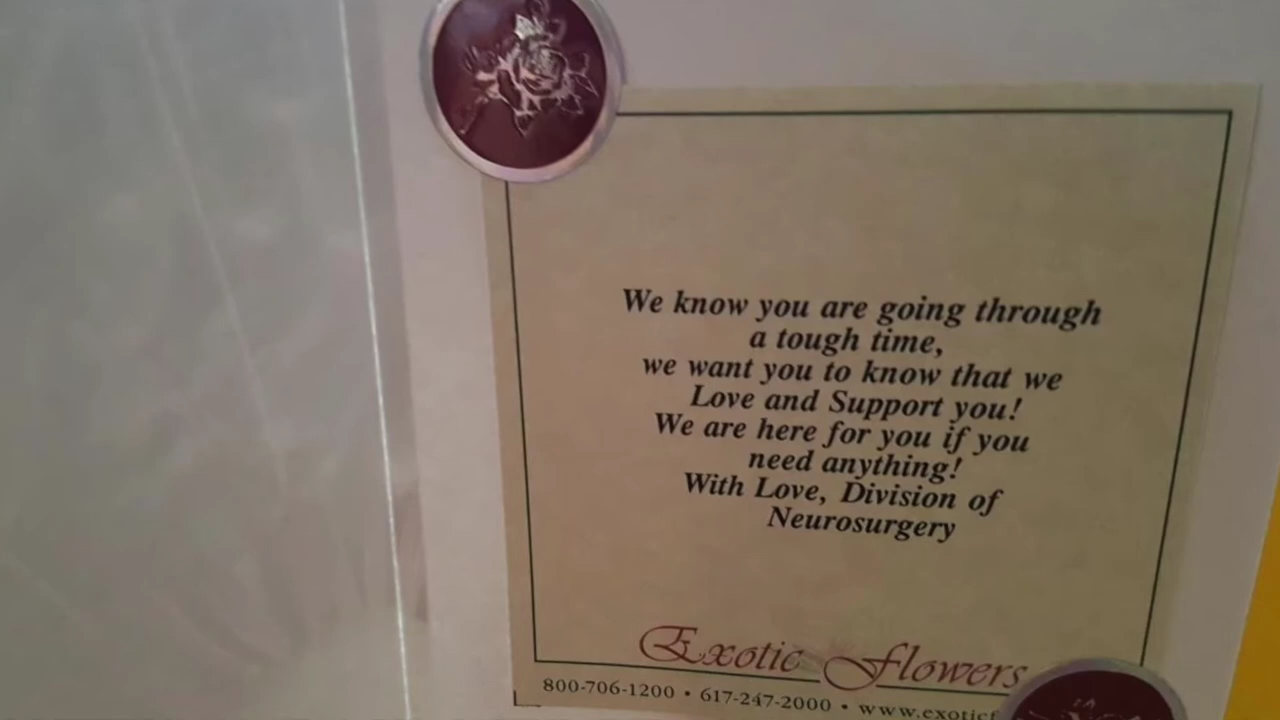 We know you are going through
a tough time,
we want you to know that we
Love and Support you!
We are here for you if you
need anything!
With Love, Division of
Neurosurgery
Exotic Flowers
800-706-1200 • 617-247-2000 • www.exoticf